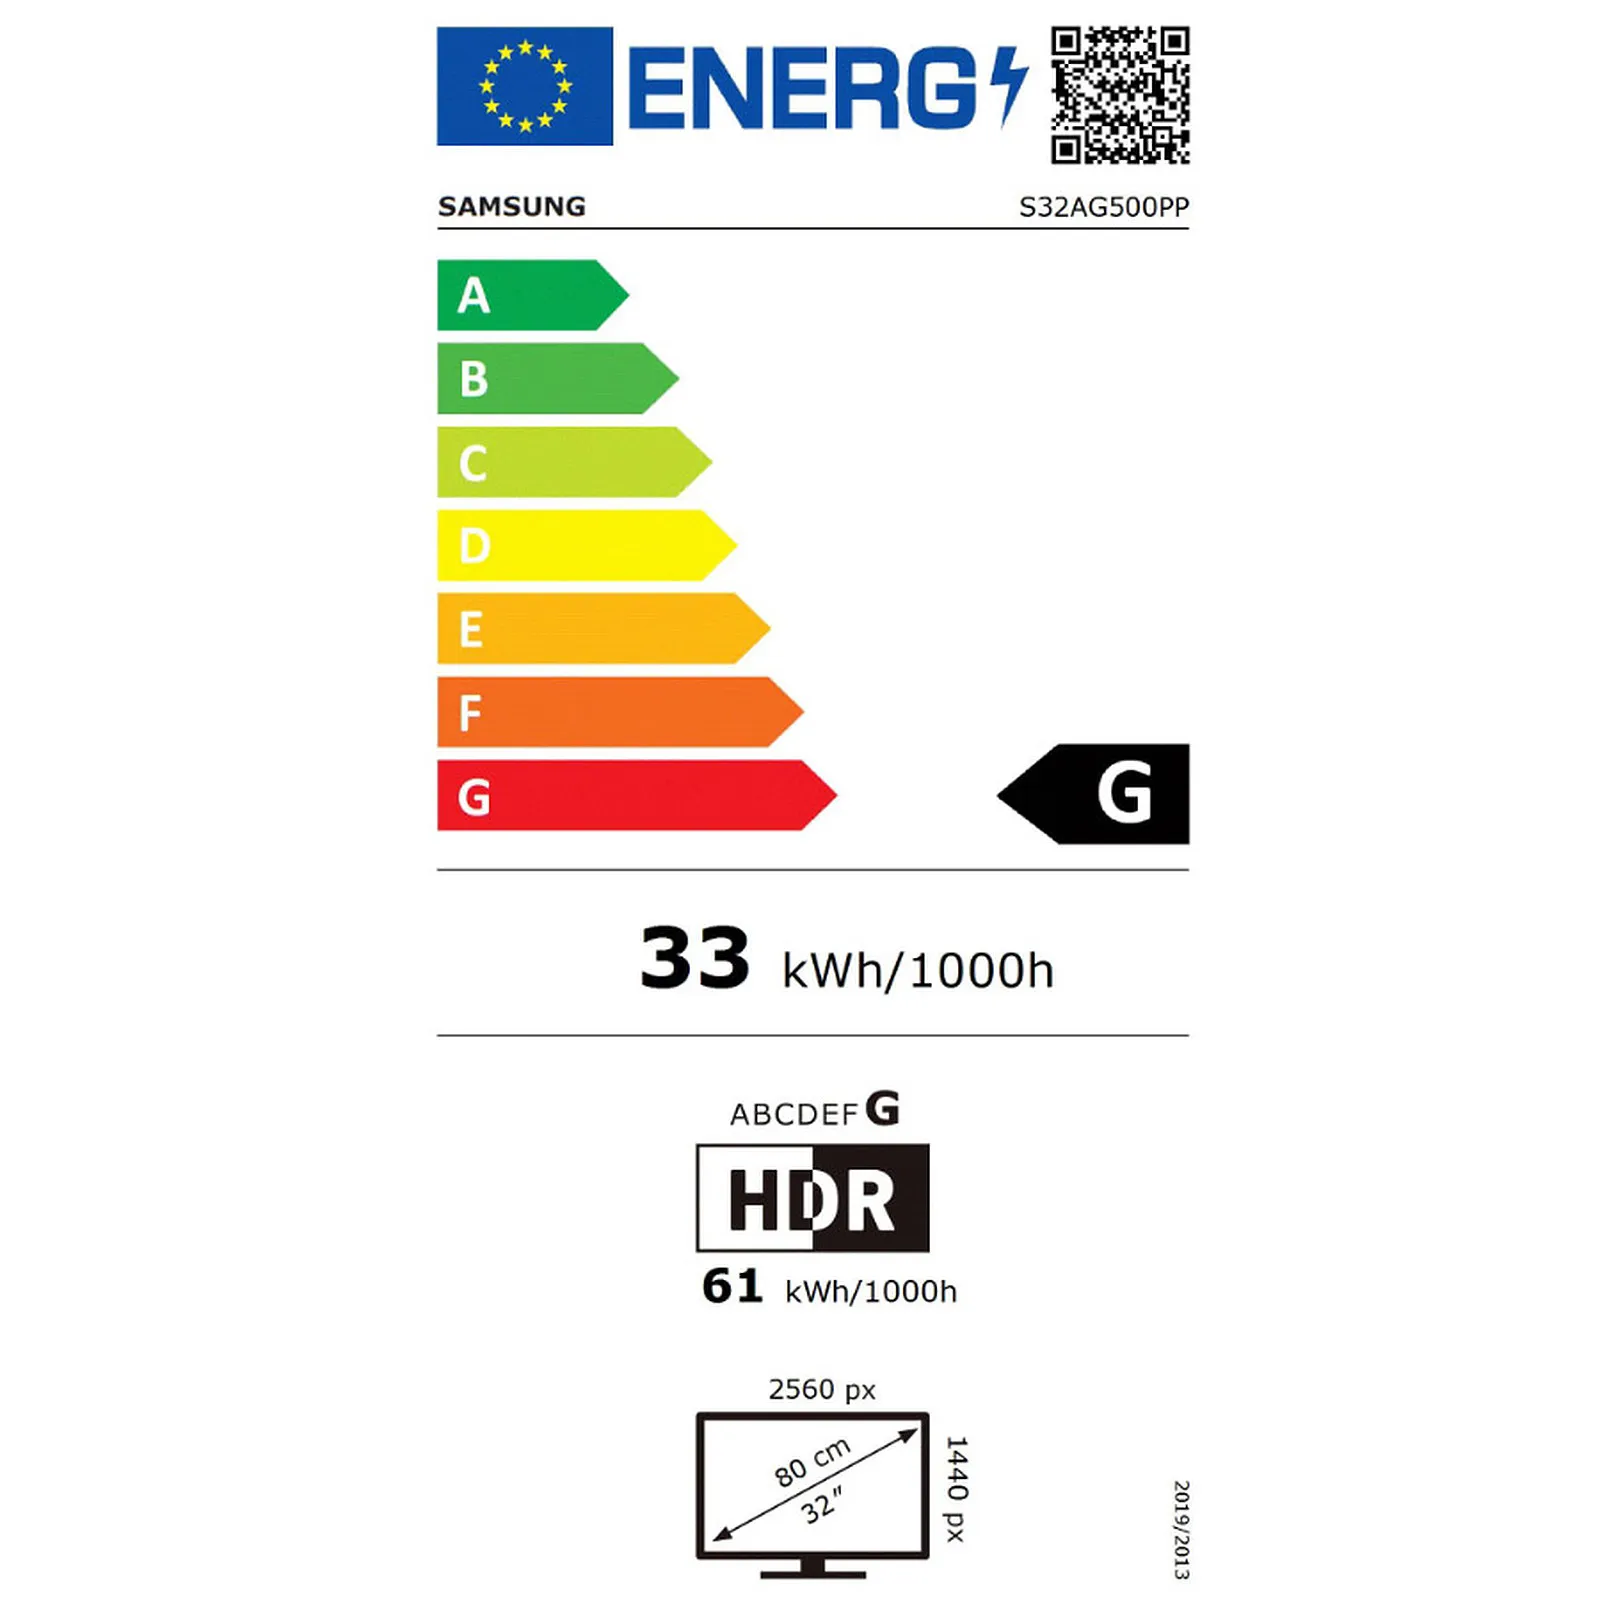 ENERG
SAMSUNG S32AG500PP
A
B
C
D
E
F
G
G
33 kWh/1000h
ABCDEFG
HDR
61 kWh/1000h
2560 px
80 cm
32"
1440 px
2019/2013